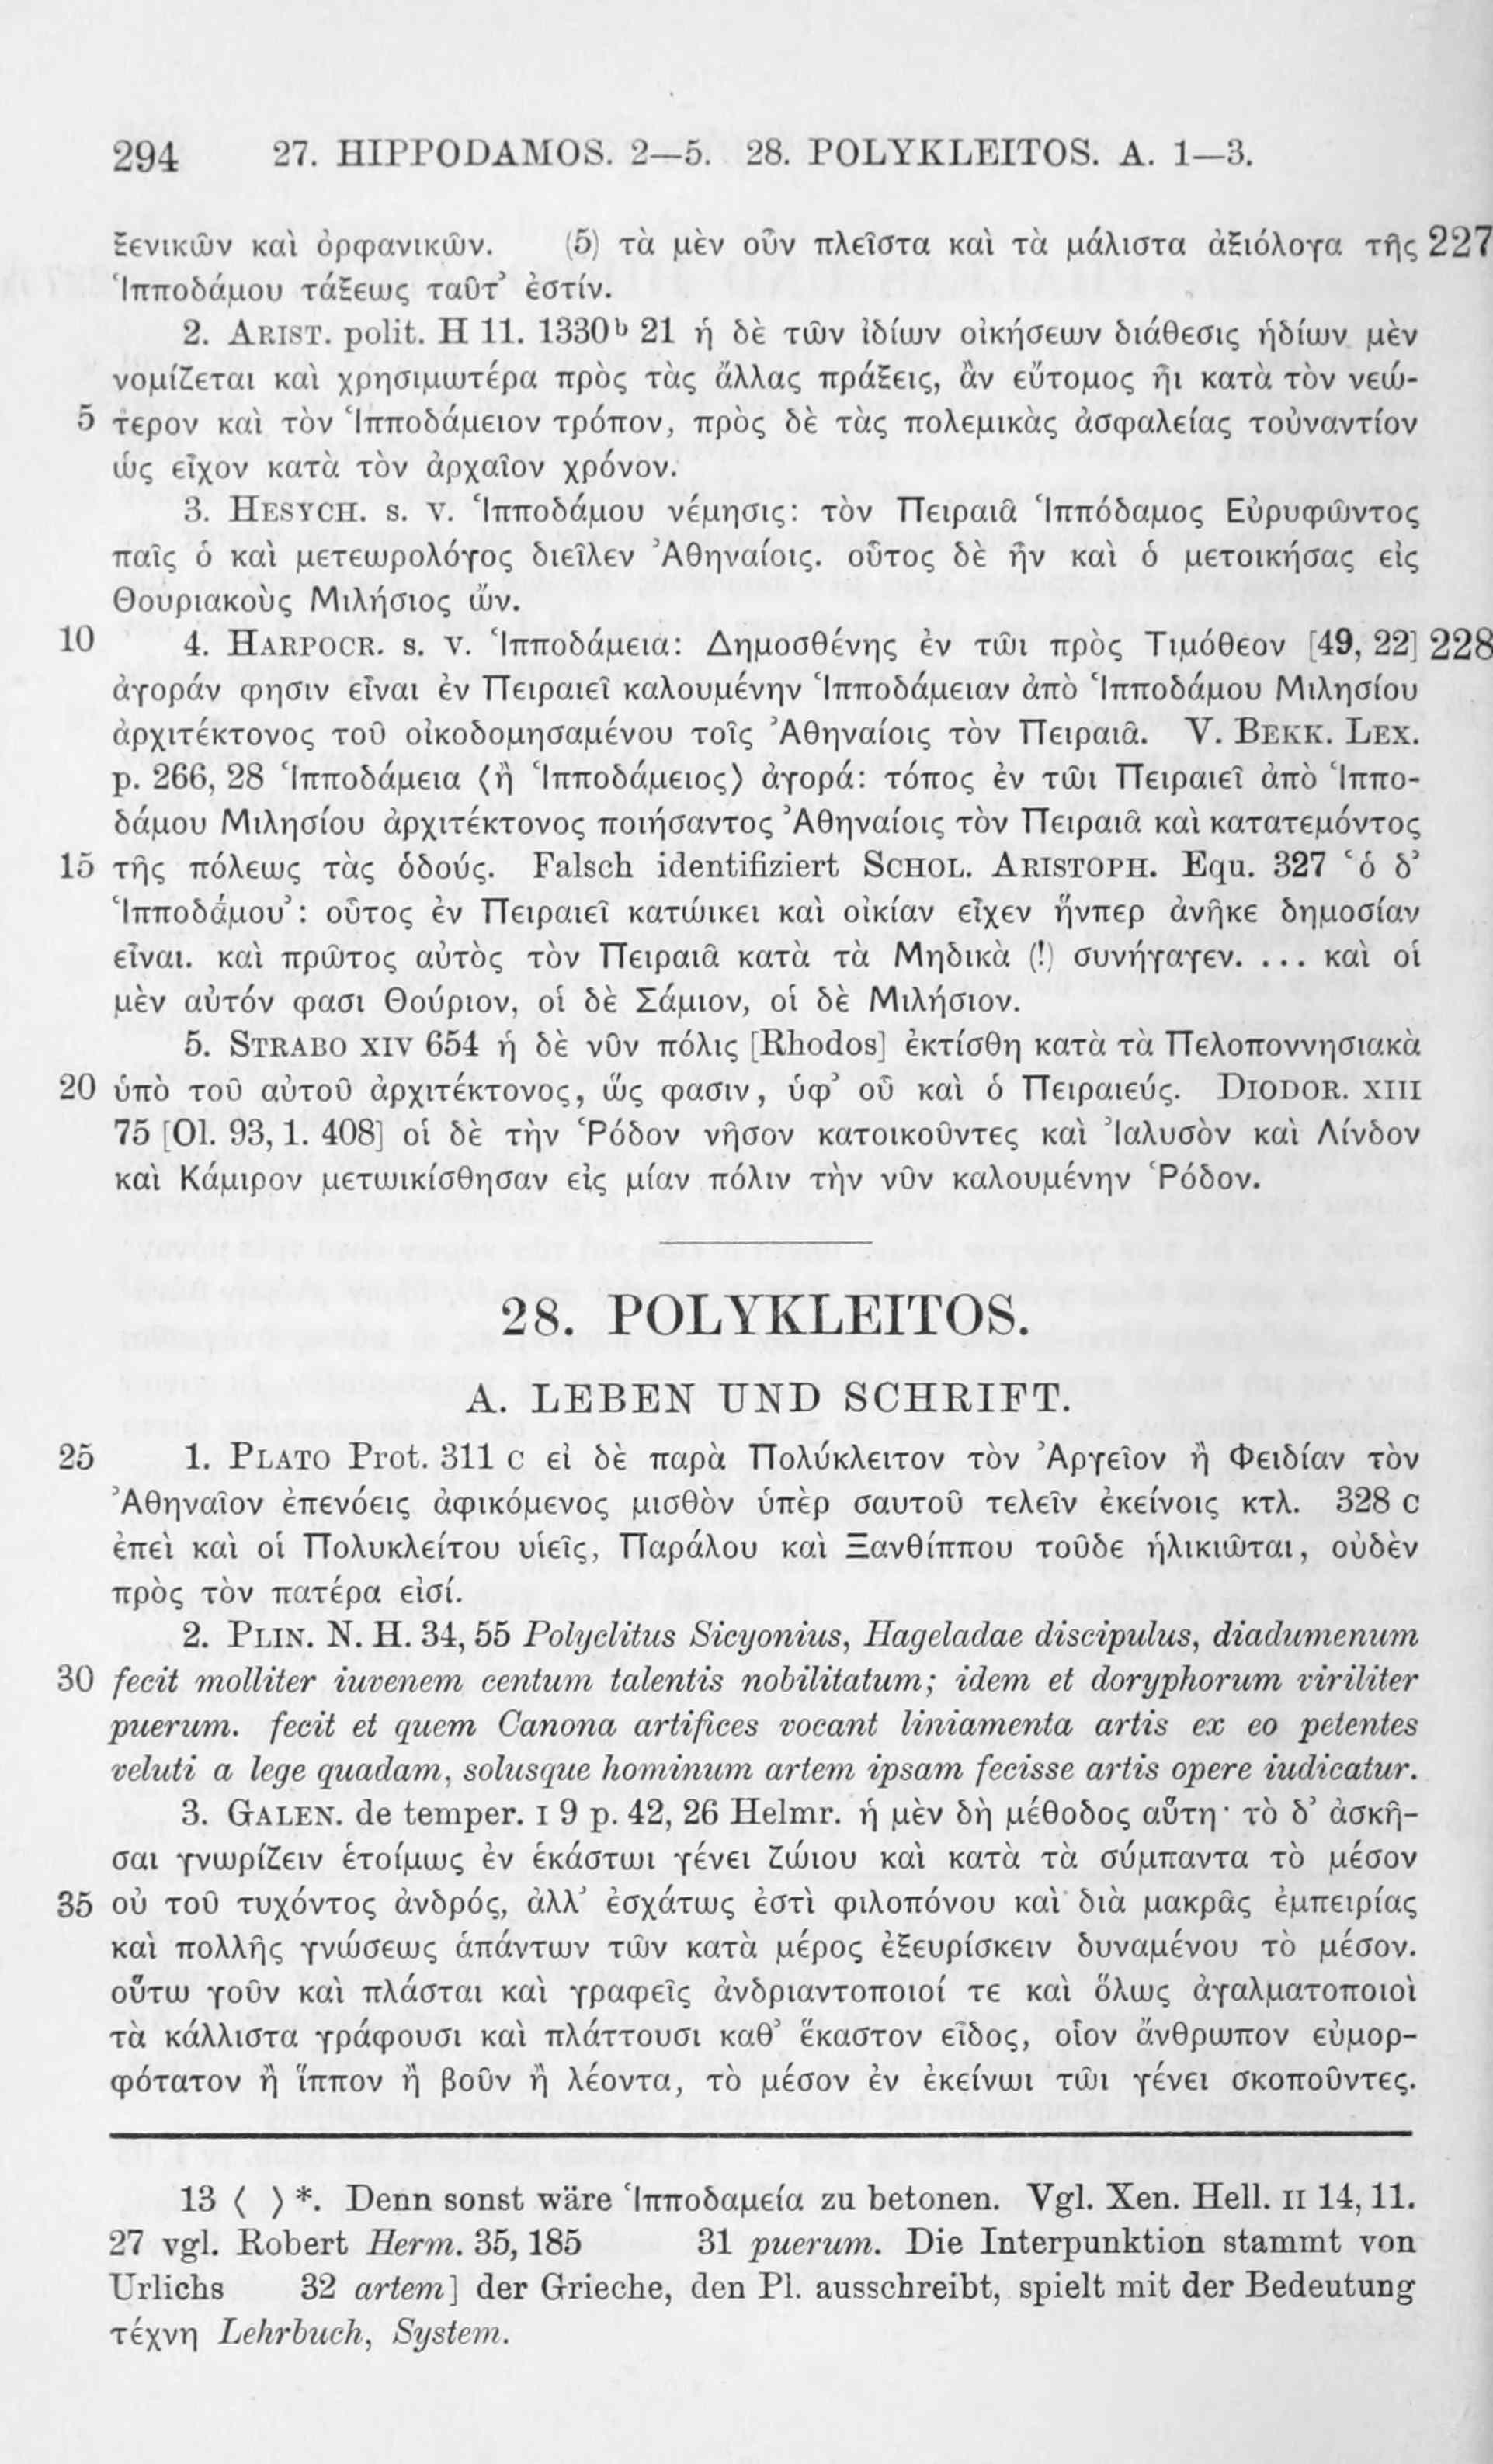 294 27. HIPPODAMOS. 2—5. 28. POLYKLEITOS. A. 1—3.
ξενικῶν καὶ ὀρφανικῶν. (5) τὰ μὲν οὖν πλεῖστα καὶ τὰ μάλιστα ἀξιόλογα τῆς 227
Ἱπποδάμου τάξεως ταῦτ’ ἐστίν.
2. ARIST. polit. H 11. 1330ᵇ 21 ἡ δὲ τῶν ἰδίων οἰκήσεων διάθεσις ἡδίων μὲν
νομίζεται καὶ χρησιμωτέρα πρὸς τὰς ἄλλας πράξεις, ἂν εὔτομος ἦι κατὰ τὸν νεώ-
5 τερον καὶ τὸν Ἱπποδάμειον τρόπον, πρὸς δὲ τὰς πολεμικὰς ἀσφαλείας τοὐναντίον
ὡς εἶχον κατὰ τὸν ἀρχαῖον χρόνον.
3. HESYCH. s. v. Ἱπποδάμου νέμησις: τὸν Πειραιᾶ Ἱππόδαμος Εὐρυφῶντος
παῖς ὁ καὶ μετεωρολόγος διεῖλεν Ἀθηναίοις. οὗτος δὲ ἦν καὶ ὁ μετοικήσας εἰς
Θουριακοὺς Μιλήσιος ὤν.
10 4. HARPOCR. s. v. Ἱπποδάμεια: Δημοσθένης ἐν τῶι πρὸς Τιμόθεον [49, 22] 228
ἀγοράν φησιν εἶναι ἐν Πειραιεῖ καλουμένην Ἱπποδάμειαν ἀπὸ Ἱπποδάμου Μιλησίου
ἀρχιτέκτονος τοῦ οἰκοδομησαμένου τοῖς Ἀθηναίοις τὸν Πειραιᾶ. V. BEKK. LEX.
p. 266, 28 Ἱπποδάμεια ⟨ἢ Ἱπποδάμειος⟩ ἀγορά: τόπος ἐν τῶι Πειραιεῖ ἀπὸ Ἱππο-
δάμου Μιλησίου ἀρχιτέκτονος ποιήσαντος Ἀθηναίοις τὸν Πειραιᾶ καὶ κατατεμόντος
15 τῆς πόλεως τὰς ὁδούς. Falsch identifiziert SCHOL. ARISTOPH. Equ. 327 ‘ὁ δ’
Ἱπποδάμου’: οὗτος ἐν Πειραιεῖ κατώικει καὶ οἰκίαν εἶχεν ἥνπερ ἀνῆκε δημοσίαν
εἶναι. καὶ πρῶτος αὐτὸς τὸν Πειραιᾶ κατὰ τὰ Μηδικὰ (!) συνήγαγεν. ... καὶ οἱ
μὲν αὐτόν φασι Θούριον, οἱ δὲ Σάμιον, οἱ δὲ Μιλήσιον.
5. STRABO XIV 654 ἡ δὲ νῦν πόλις [Rhodos] ἐκτίσθη κατὰ τὰ Πελοποννησιακὰ
20 ὑπὸ τοῦ αὐτοῦ ἀρχιτέκτονος, ὥς φασιν, ὑφ’ οὗ καὶ ὁ Πειραιεύς. DIODOR. XIII
75 [Ol. 93, 1. 408] οἱ δὲ τὴν Ῥόδον νῆσον κατοικοῦντες καὶ Ἰαλυσὸν καὶ Λίνδον
καὶ Κάμιρον μετωικίσθησαν εἰς μίαν πόλιν τὴν νῦν καλουμένην Ῥόδον.
28. POLYKLEITOS.
A. LEBEN UND SCHRIFT.
25 1. PLATO Prot. 311 c εἰ δὲ παρὰ Πολύκλειτον τὸν Ἀργεῖον ἢ Φειδίαν τὸν
Ἀθηναῖον ἐπενόεις ἀφικόμενος μισθὸν ὑπὲρ σαυτοῦ τελεῖν ἐκείνοις κτλ. 328 c
ἐπεὶ καὶ οἱ Πολυκλείτου υἱεῖς, Παράλου καὶ Ξανθίππου τοῦδε ἡλικιῶται, οὐδὲν
πρὸς τὸν πατέρα εἰσί.
2. PLIN. N. H. 34, 55 Polyclitus Sicyonius, Hageladae discipulus, diadumenum
30 fecit molliter iuvenem centum talentis nobilitatum; idem et doryphorum viriliter
puerum. fecit et quem Canona artifices vocant liniamenta artis ex eo petentes
veluti a lege quadam, solusque hominum artem ipsam fecisse artis opere iudicatur.
3. GALEN. de temper. I 9 p. 42, 26 Helmr. ἡ μὲν δὴ μέθοδος αὕτη· τὸ δ’ ἀσκῆ-
σαι γνωρίζειν ἑτοίμως ἐν ἑκάστωι γένει ζώιου καὶ κατὰ τὰ σύμπαντα τὸ μέσον
35 οὐ τοῦ τυχόντος ἀνδρός, ἀλλ’ ἐσχάτως ἐστὶ φιλοπόνου καὶ διὰ μακρᾶς ἐμπειρίας
καὶ πολλῆς γνώσεως ἁπάντων τῶν κατὰ μέρος ἐξευρίσκειν δυναμένου τὸ μέσον.
οὕτω γοῦν καὶ πλάσται καὶ γραφεῖς ἀνδριαντοποιοί τε καὶ ὅλως ἀγαλματοποιοὶ
τὰ κάλλιστα γράφουσι καὶ πλάττουσι καθ’ ἕκαστον εἶδος, οἷον ἄνθρωπον εὐμορ-
φότατον ἢ ἵππον ἢ βοῦν ἢ λέοντα, τὸ μέσον ἐν ἐκείνωι τῶι γένει σκοποῦντες.
13 ⟨ ⟩ *. Denn sonst wäre Ἱπποδαμεία zu betonen. Vgl. Xen. Hell. II 14, 11.
27 vgl. Robert Herm. 35, 185 31 puerum. Die Interpunktion stammt von
Urlichs 32 artem] der Grieche, den Pl. ausschreibt, spielt mit der Bedeutung
τέχνη Lehrbuch, System.